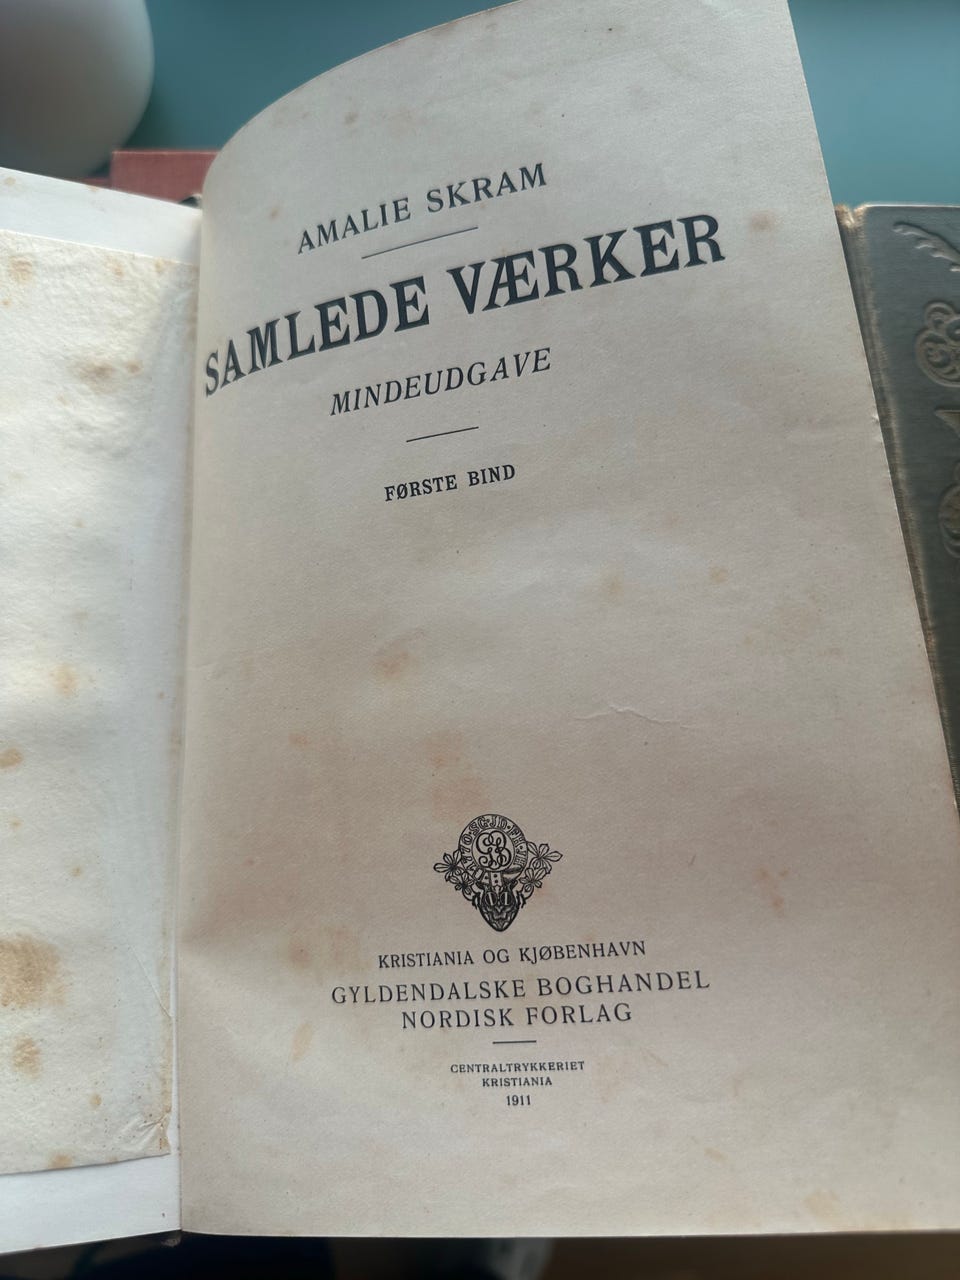 AMALIE SKRAM
SAMLEDE VÆRKER
MINDEUDGAVE
FØRSTE BIND
KRISTIANIA OG KJØBENHAVN
GYLDENDALSKE BOGHANDEL
NORDISK FORLAG
CENTRALTRYKKERIET
KRISTIANIA
1911